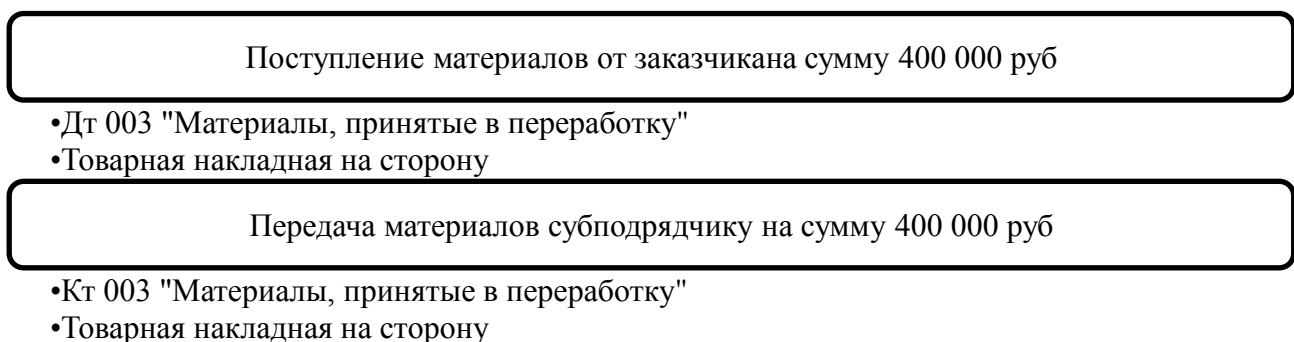 Поступление материалов от заказчикана сумму 400 000 руб
•Дт 003 "Материалы, принятые в переработку"
•Товарная накладная на сторону
Передача материалов субподрядчику на сумму 400 000 руб
•Кт 003 "Материалы, принятые в переработку"
•Товарная накладная на сторону